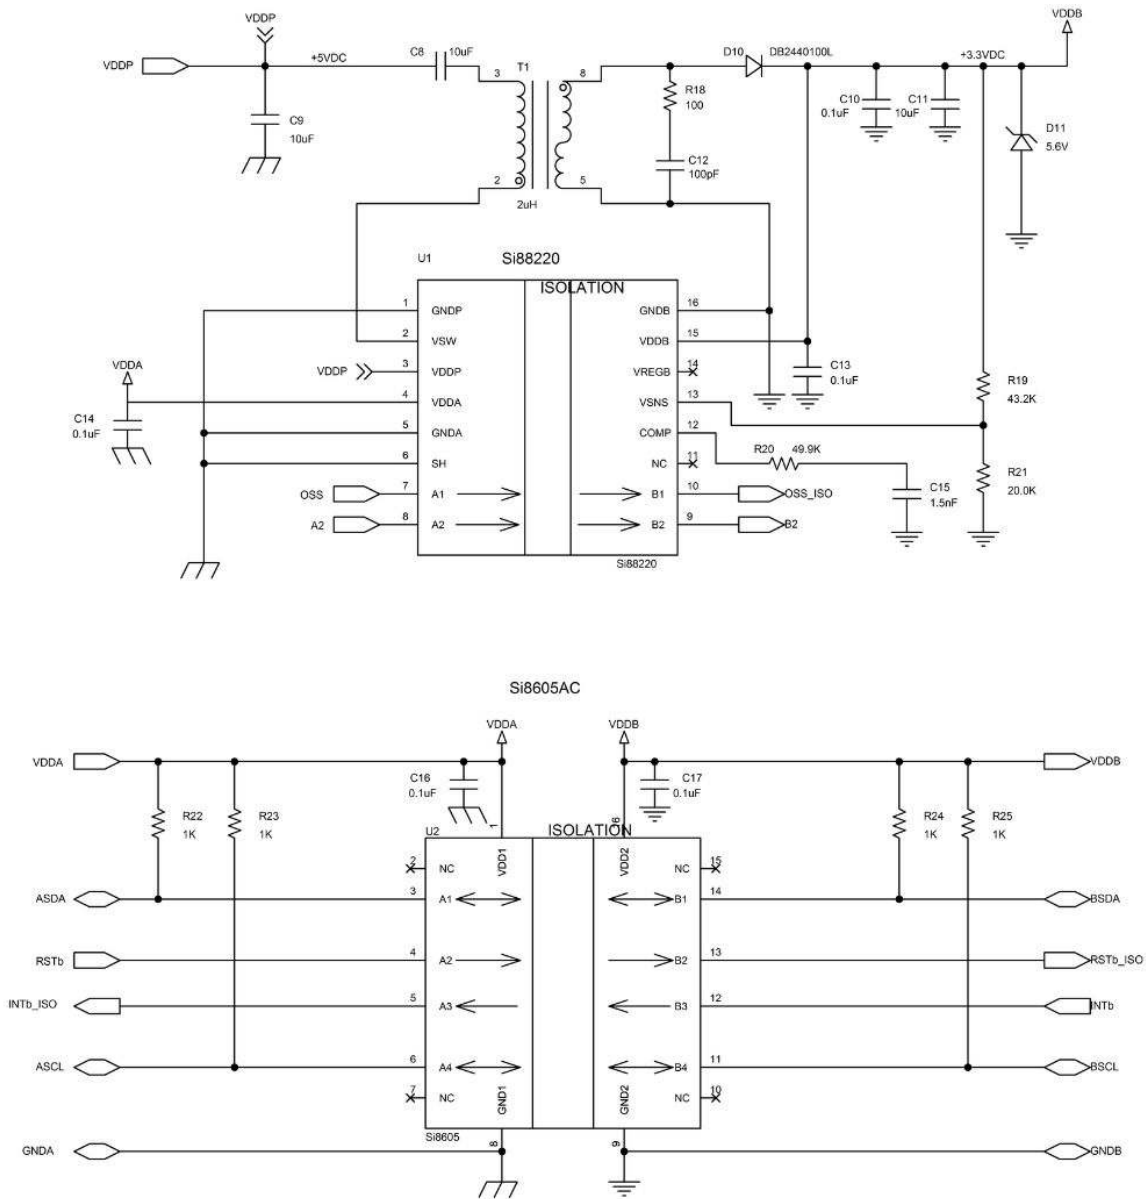 VDDP
VDDB
VDDP
+5VDC
C8
10uF
T1
D10
DB2440100L
+3.3VDC
3
8
R18
100
C9
10uF
C10
0.1uF
C11
10uF
D11
5.6V
C12
100pF
2
5
2uH
U1
Si88220
ISOLATION
1
GNDP
GNDB
16
2
VSW
VDDB
15
VDDP
3
VDDP
VREGB
14
C13
0.1uF
VDDA
4
VDDA
VSNS
13
R19
43.2K
C14
0.1uF
5
GNDA
COMP
12
R20
49.9K
6
SH
NC
11
C15
1.5nF
R21
20.0K
OSS
7
A1
B1
10
OSS_ISO
A2
8
A2
B2
9
B2
Si88220
Si8605AC
VDDA
VDDB
VDDA
VDDB
C16
0.1uF
C17
0.1uF
R22
1K
R23
1K
R24
1K
R25
1K
U2
1
ISOLATION
16
VDD1
VDD2
2
NC
NC
15
ASDA
3
A1
B1
14
BSDA
RSTb
4
A2
B2
13
RSTb_ISO
INTb_ISO
5
A3
B3
12
INTb
ASCL
6
A4
B4
11
BSCL
7
NC
NC
10
GND1
GND2
Si8605
8
9
GNDA
GNDB